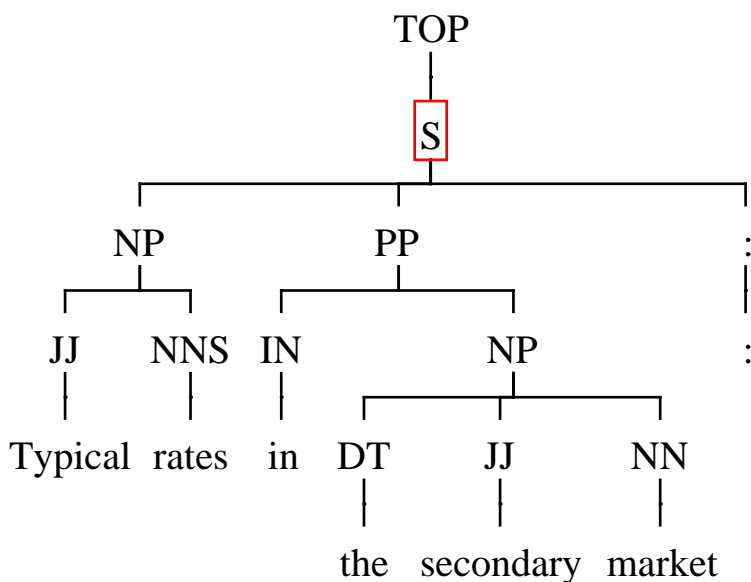 TOP
S
NP PP :
JJ NNS IN NP :
Typical rates in DT JJ NN
the secondary market